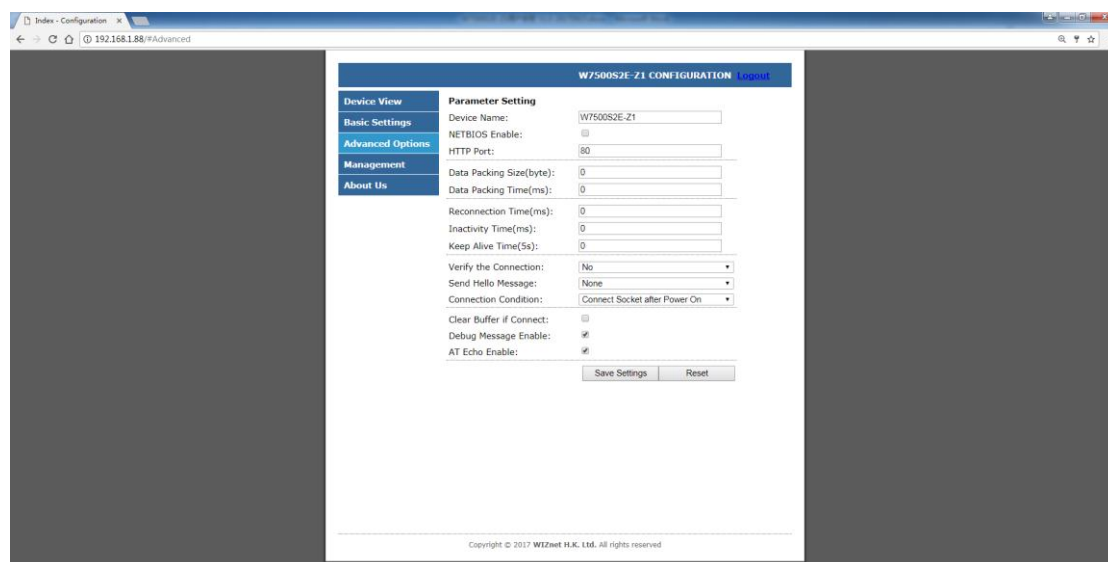 Index - Configuration
192.168.1.88/#Advanced
W7500S2E-Z1 CONFIGURATION Logout
Device View
Basic Settings
Advanced Options
Management
About Us
Parameter Setting
Device Name: W7500S2E-Z1
NETBIOS Enable:
HTTP Port: 80
Data Packing Size(byte): 0
Data Packing Time(ms): 0
Reconnection Time(ms): 0
Inactivity Time(ms): 0
Keep Alive Time(5s): 0
Verify the Connection: No
Send Hello Message: None
Connection Condition: Connect Socket after Power On
Clear Buffer if Connect:
Debug Message Enable:
AT Echo Enable:
Save Settings Reset
Copyright © 2017 WIZnet H.K. Ltd. All rights reserved